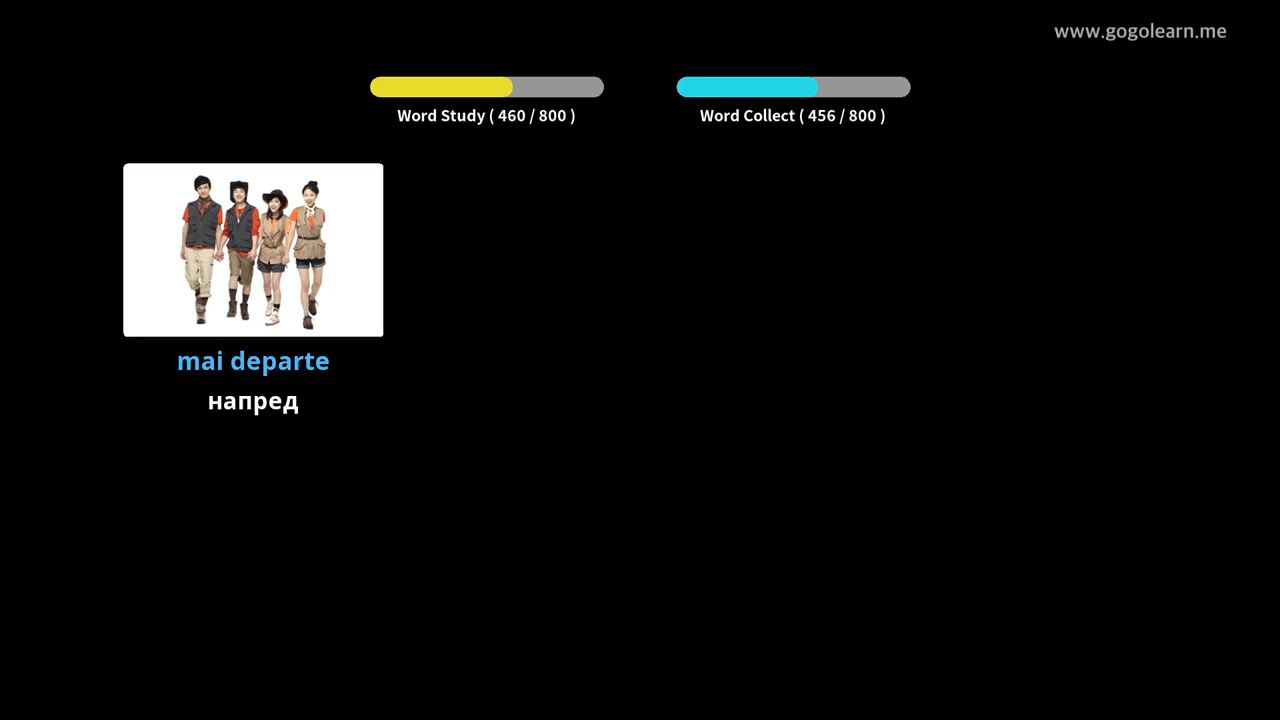 www.gogolearn.me
Word Study ( 460 / 800 )
Word Collect ( 456 / 800 )
mai departe
напред